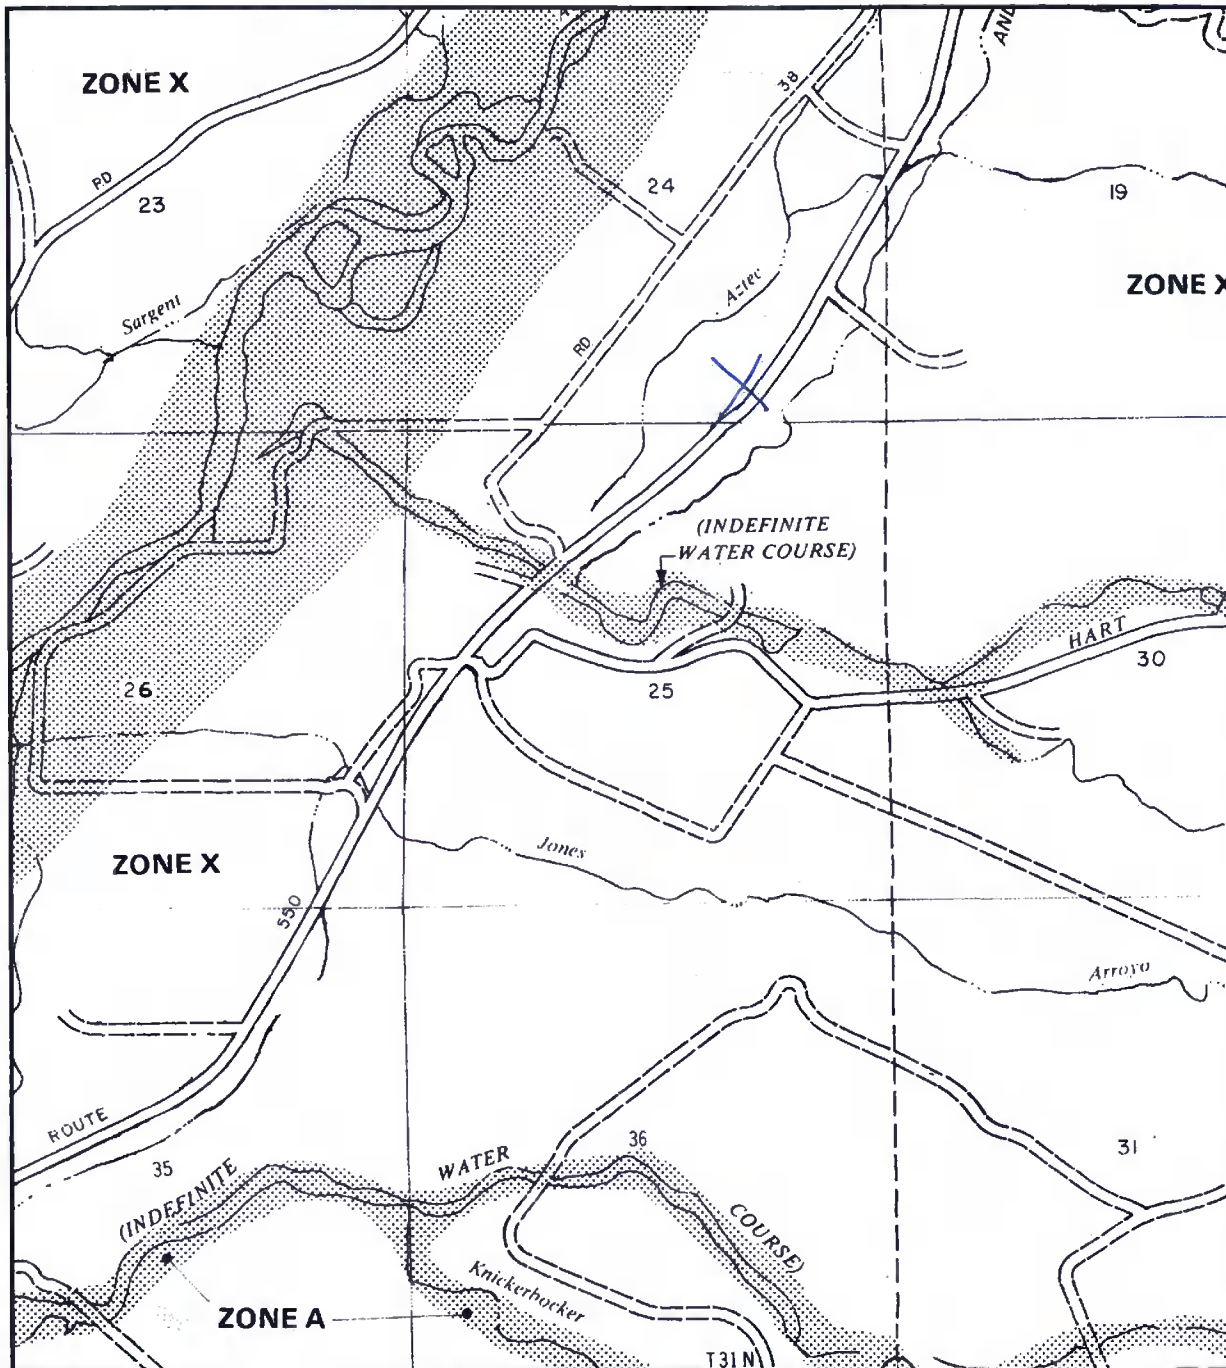 AND
ZONE X
38
24
RD
23
19
Aztec
ZONE X
Sargent
RD
(INDEFINITE
WATER COURSE)
HART
30
26
25
Jones
ZONE X
550
Arroyo
ROUTE
36
31
35
WATER
(INDEFINITE
COURSE)
Knickerbocker
ZONE A
T31N